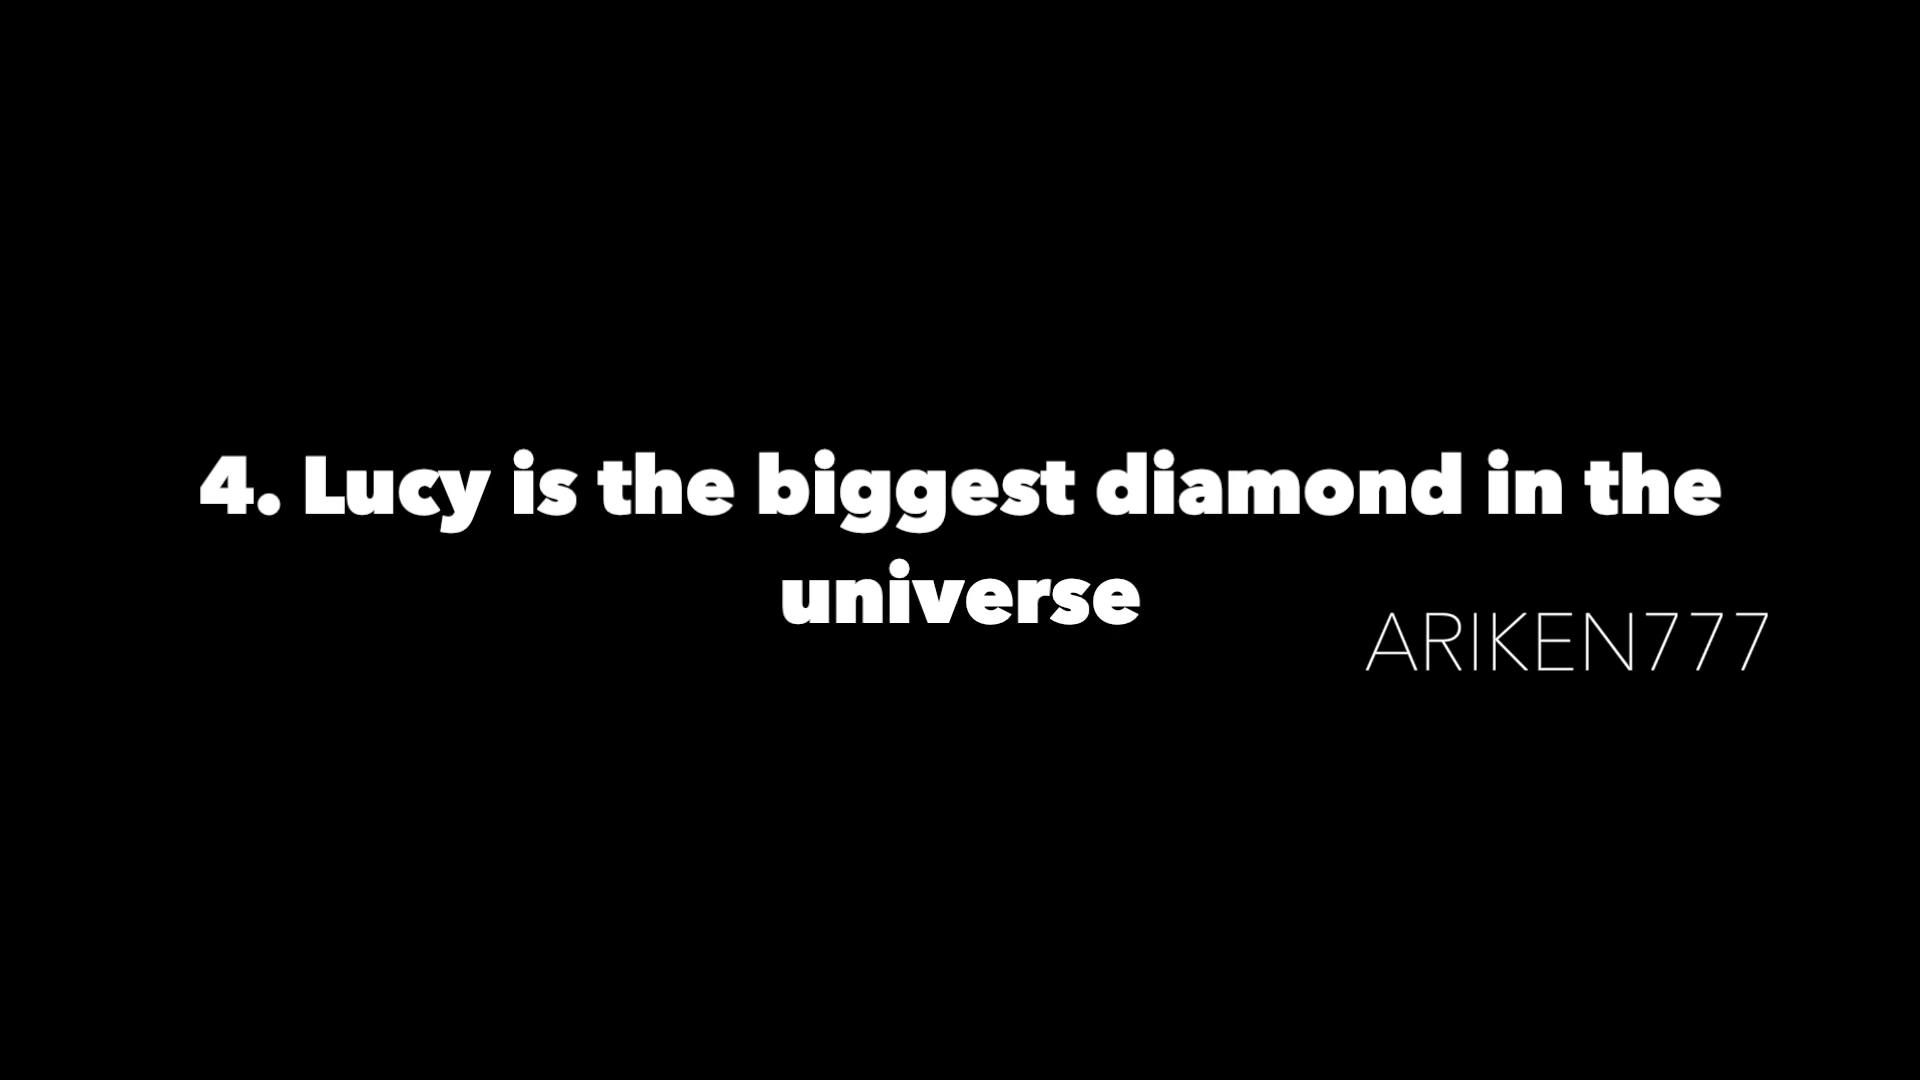 4. Lucy is the biggest diamond in the
universe
ARIKEN777